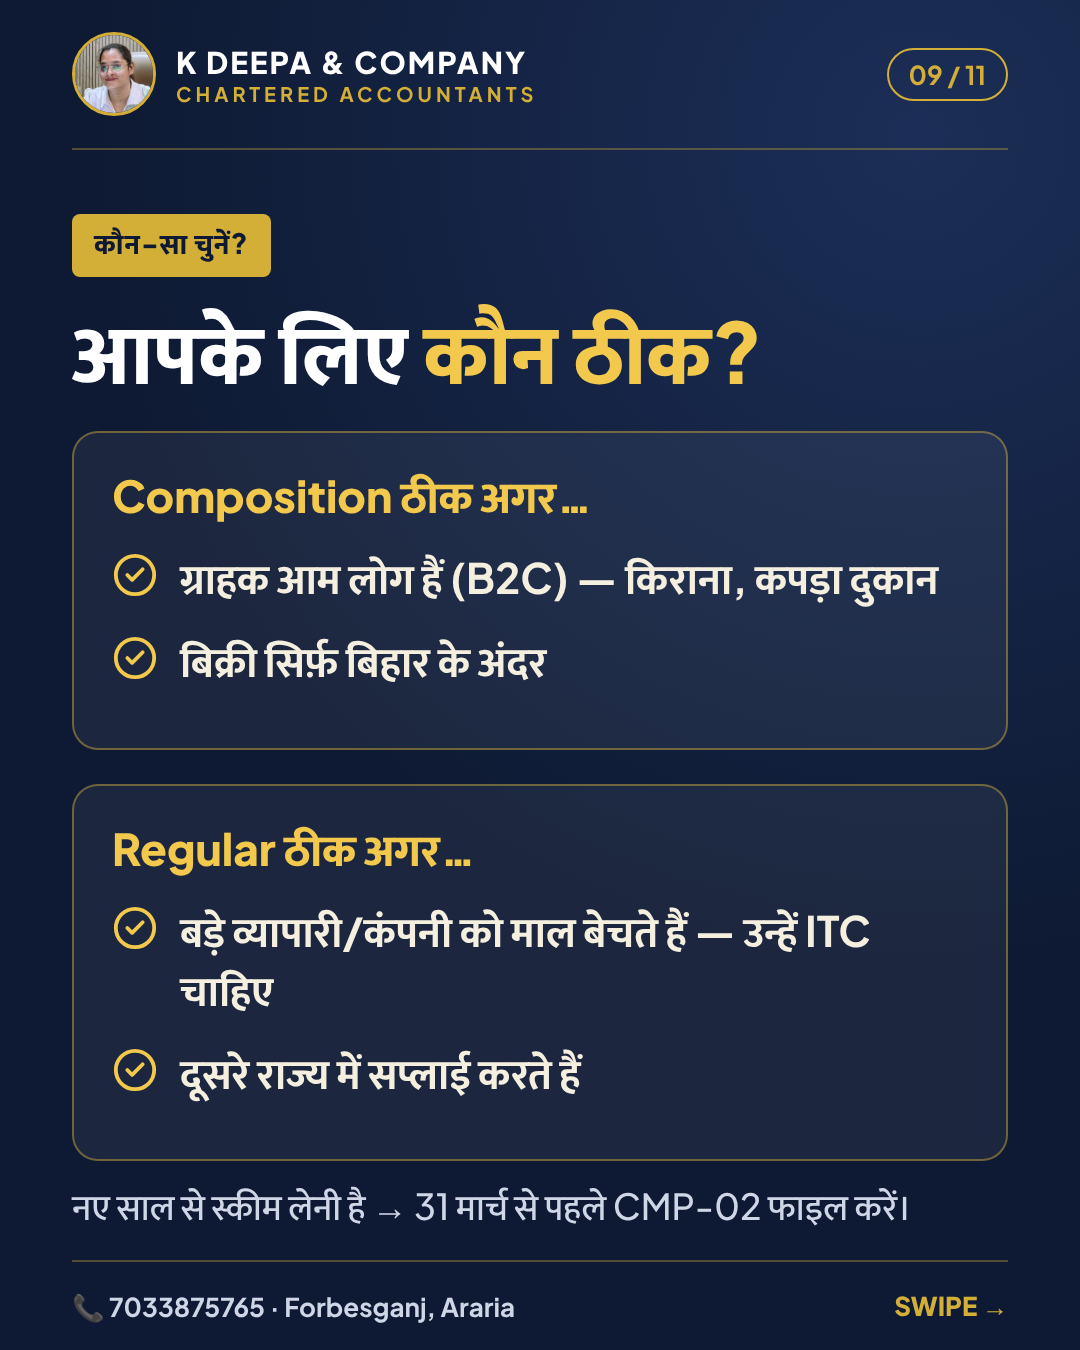 K DEEPA & COMPANY
CHARTERED ACCOUNTANTS
09 / 11
कौन-सा चुनें?
आपके लिए कौन ठीक?
Composition ठीक अगर...
ग्राहक आम लोग हैं (B2C) — किराना, कपड़ा दुकान
बिक्री सिर्फ़ बिहार के अंदर
Regular ठीक अगर...
बड़े व्यापारी/कंपनी को माल बेचते हैं — उन्हें ITC
चाहिए
दूसरे राज्य में सप्लाई करते हैं
नए साल से स्कीम लेनी है → 31 मार्च से पहले CMP-02 फाइल करें।
📞 7033875765 · Forbesganj, Araria
SWIPE →